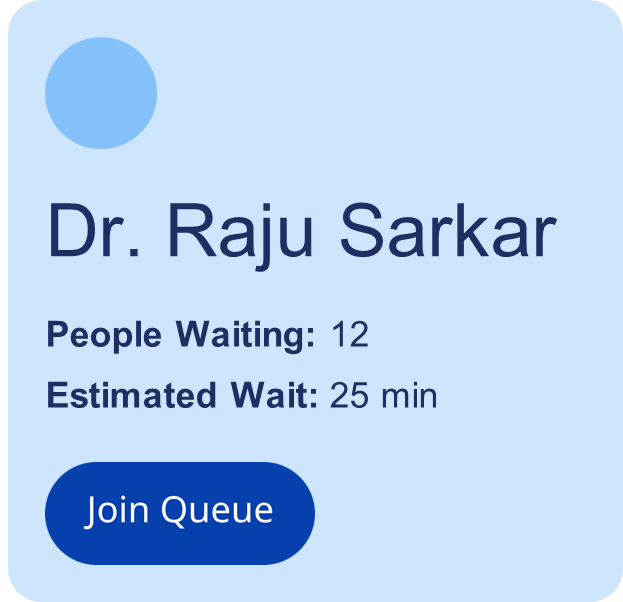 Dr. Raju Sarkar
People Waiting: 12
Estimated Wait: 25 min
Join Queue